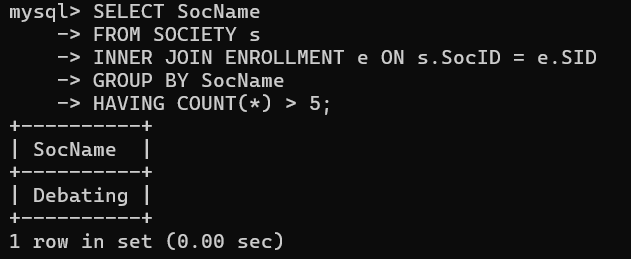 mysql> SELECT SocName
    -> FROM SOCIETY s
    -> INNER JOIN ENROLLMENT e ON s.SocID = e.SID
    -> GROUP BY SocName
    -> HAVING COUNT(*) > 5;
+----------+
| SocName  |
+----------+
| Debating |
+----------+
1 row in set (0.00 sec)